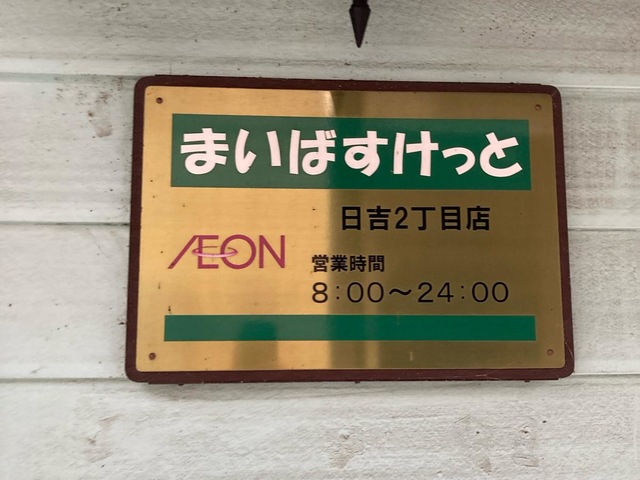 まいばすけっと
日吉2丁目店
ÆON
営業時間
8:00～24:00